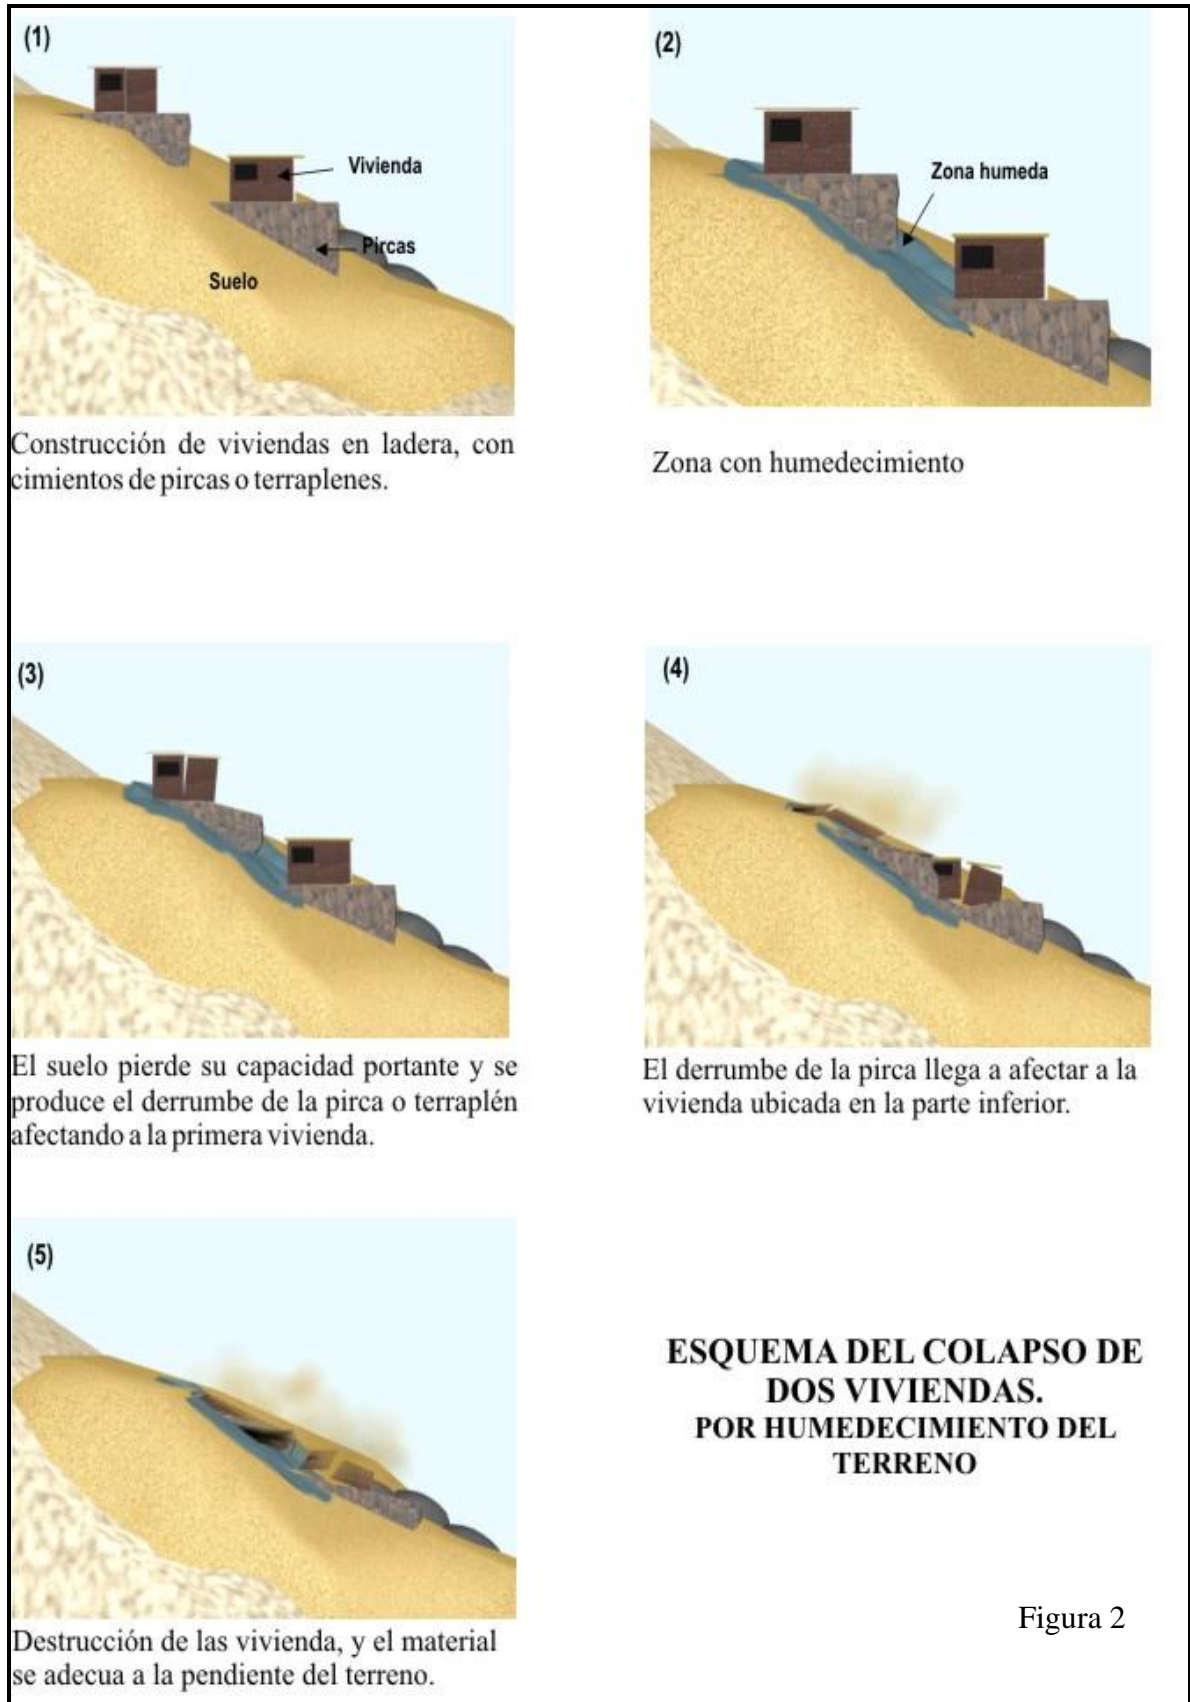 (1)
Vivienda
Pircas
Suelo
Construcción de viviendas en ladera, con
cimientos de pircas o terraplenes.
(2)
Zona humeda
Zona con humedecimiento
(3)
El suelo pierde su capacidad portante y se
produce el derrumbe de la pirca o terraplén
afectando a la primera vivienda.
(4)
El derrumbe de la pirca llega a afectar a la
vivienda ubicada en la parte inferior.
(5)
Destrucción de las vivienda, y el material
se adecua a la pendiente del terreno.
ESQUEMA DEL COLAPSO DE
DOS VIVIENDAS.
POR HUMEDECIMIENTO DEL
TERRENO
Figura 2